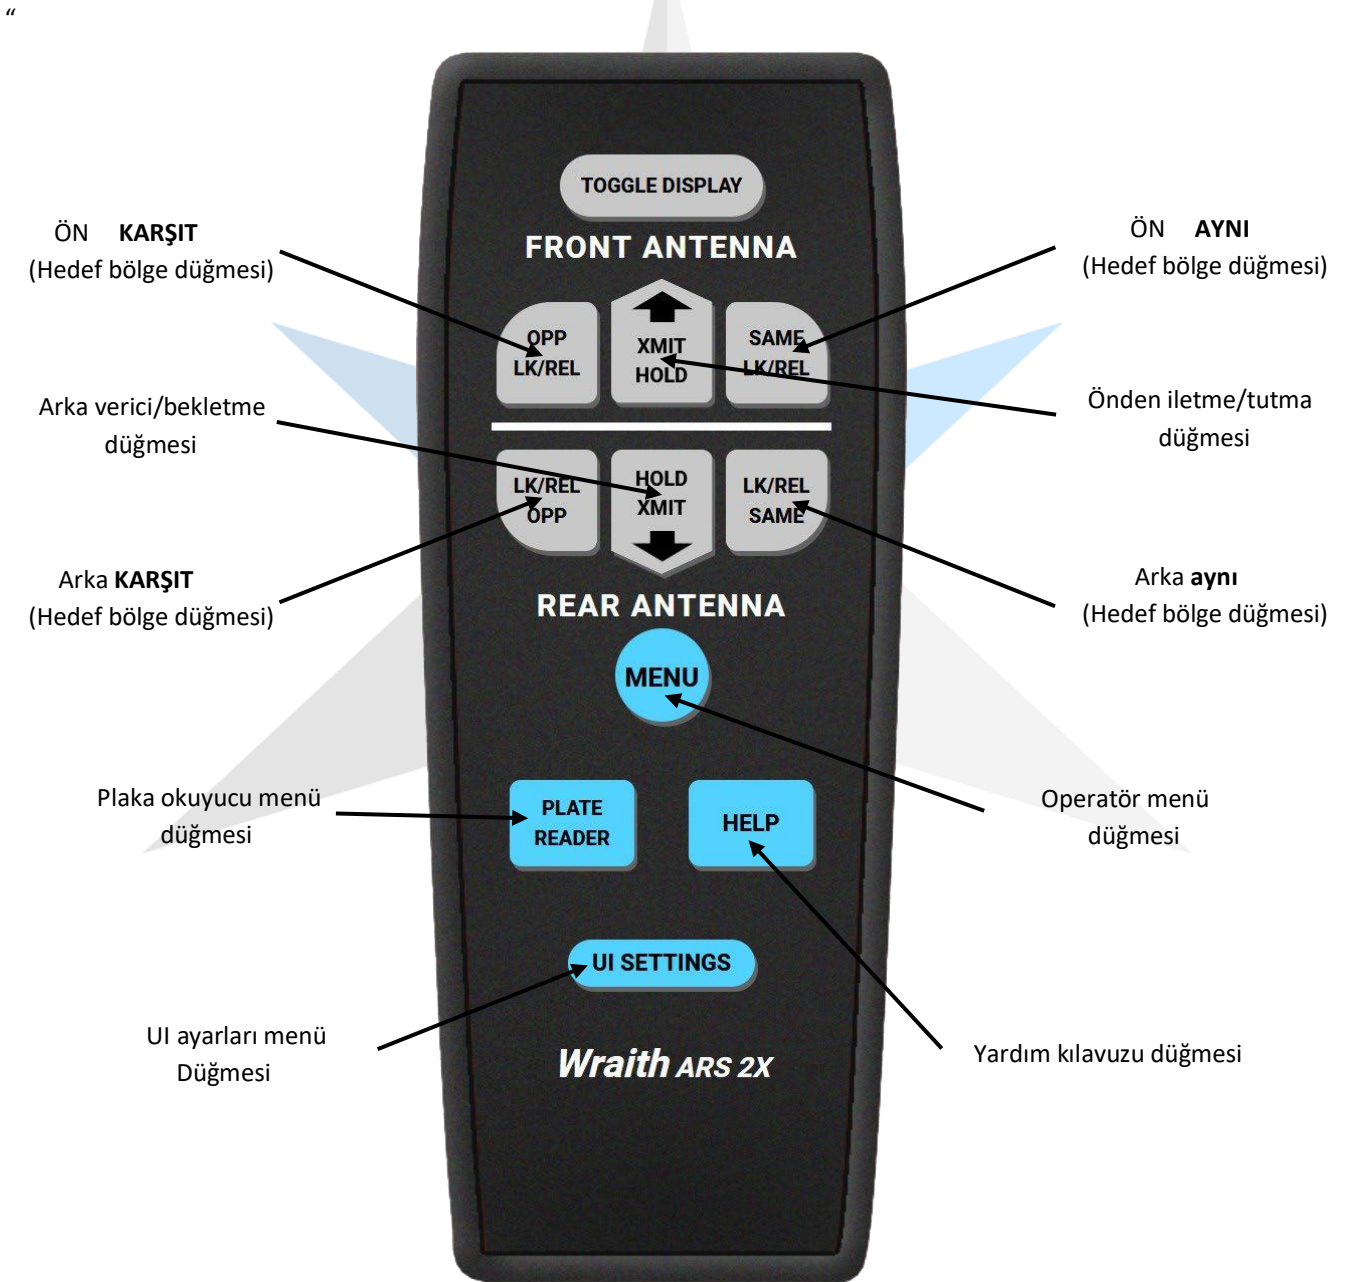 “
TOGGLE DISPLAY
FRONT ANTENNA
ÖN KARŞIT
(Hedef bölge düğmesi)
ÖN AYNI
(Hedef bölge düğmesi)
OPP
LK/REL
XMIT
HOLD
SAME
LK/REL
Arka verici/bekletme
düğmesi
Önden iletme/tutma
düğmesi
LK/REL
OPP
HOLD
XMIT
LK/REL
SAME
Arka KARŞIT
(Hedef bölge düğmesi)
Arka aynı
(Hedef bölge düğmesi)
REAR ANTENNA
MENU
Plaka okuyucu menü
düğmesi
PLATE
READER
HELP
Operatör menü
düğmesi
UI SETTINGS
UI ayarları menü
Düğmesi
Wraith ARS 2X
Yardım kılavuzu düğmesi